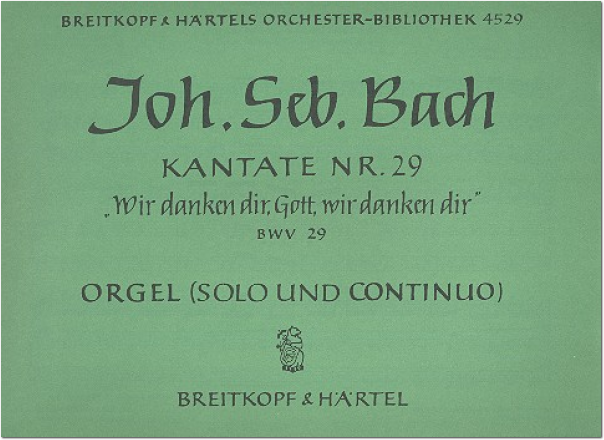 BREITKOPF & HÄRTELS ORCHESTER-BIBLIOTHEK 4529
Joh. Seb. Bach
KANTATE NR. 29
„Wir danken dir, Gott, wir danken dir"
BWV 29
ORGEL (SOLO UND CONTINUO)
BREITKOPF & HÄRTEL